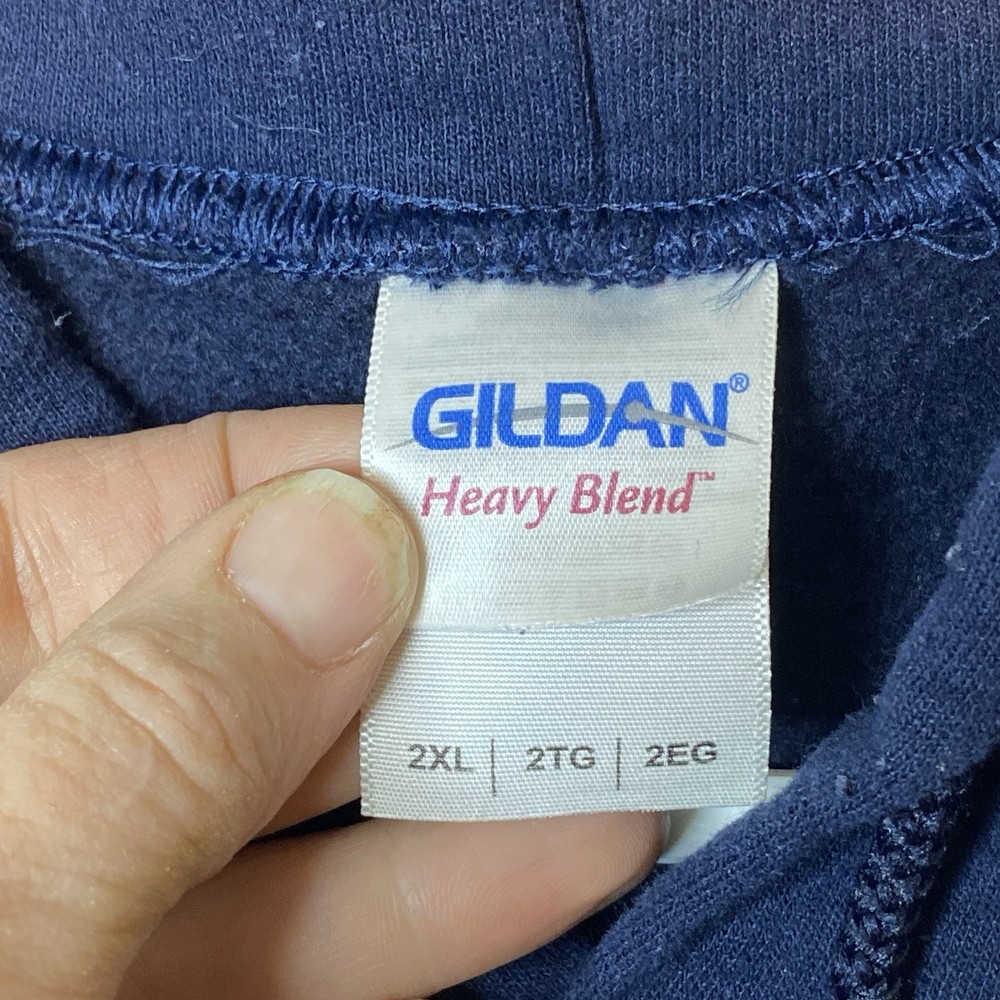 GILDAN®
Heavy Blend™
2XL | 2TG | 2EG